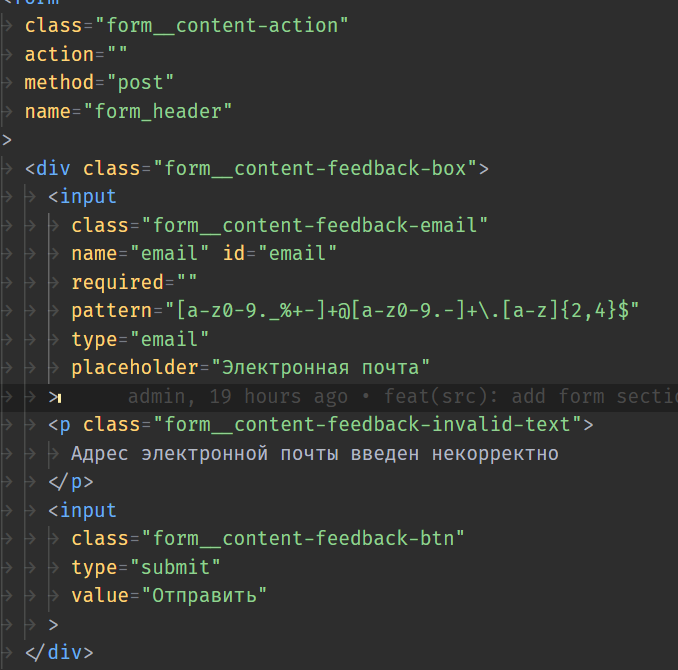 <form
class="form__content-action"
action=""
method="post"
name="form_header"
>
<div class="form__content-feedback-box">
<input
class="form__content-feedback-email"
name="email" id="email"
required=""
pattern="[a-z0-9._%+-]+@[a-z0-9.-]+\.[a-z]{2,4}$"
type="email"
placeholder="Электронная почта"
> admin, 19 hours ago • feat(src): add form
<p class="form__content-feedback-invalid-text">
Адрес электронной почты введен некорректно
</p>
<input
class="form__content-feedback-btn"
type="submit"
value="Отправить"
>
</div>